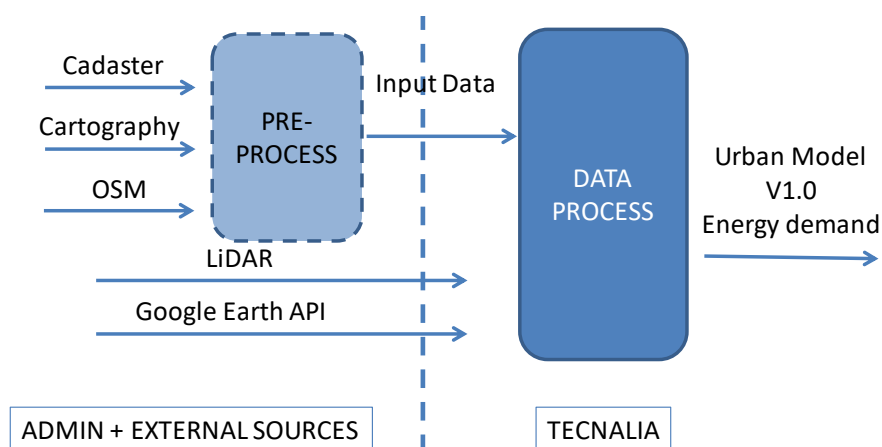 Cadaster
Cartography
OSM
PRE-
PROCESS
Input Data
LiDAR
Google Earth API
DATA
PROCESS
Urban Model
V1.0
Energy demand
ADMIN + EXTERNAL SOURCES
TECNALIA